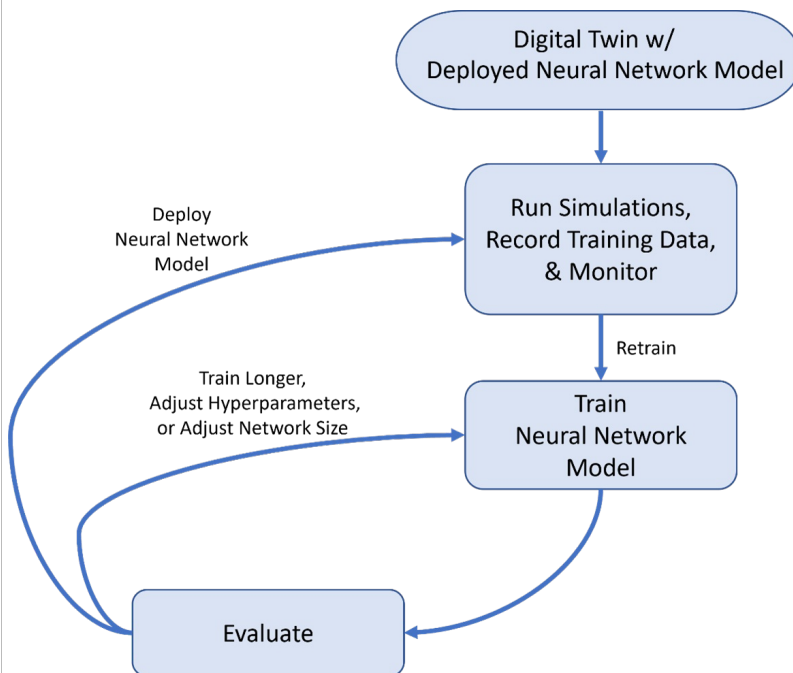 Digital Twin w/
Deployed Neural Network Model
Run Simulations,
Record Training Data,
& Monitor
Deploy
Neural Network
Model
Retrain
Train Longer,
Adjust Hyperparameters,
or Adjust Network Size
Train
Neural Network
Model
Evaluate